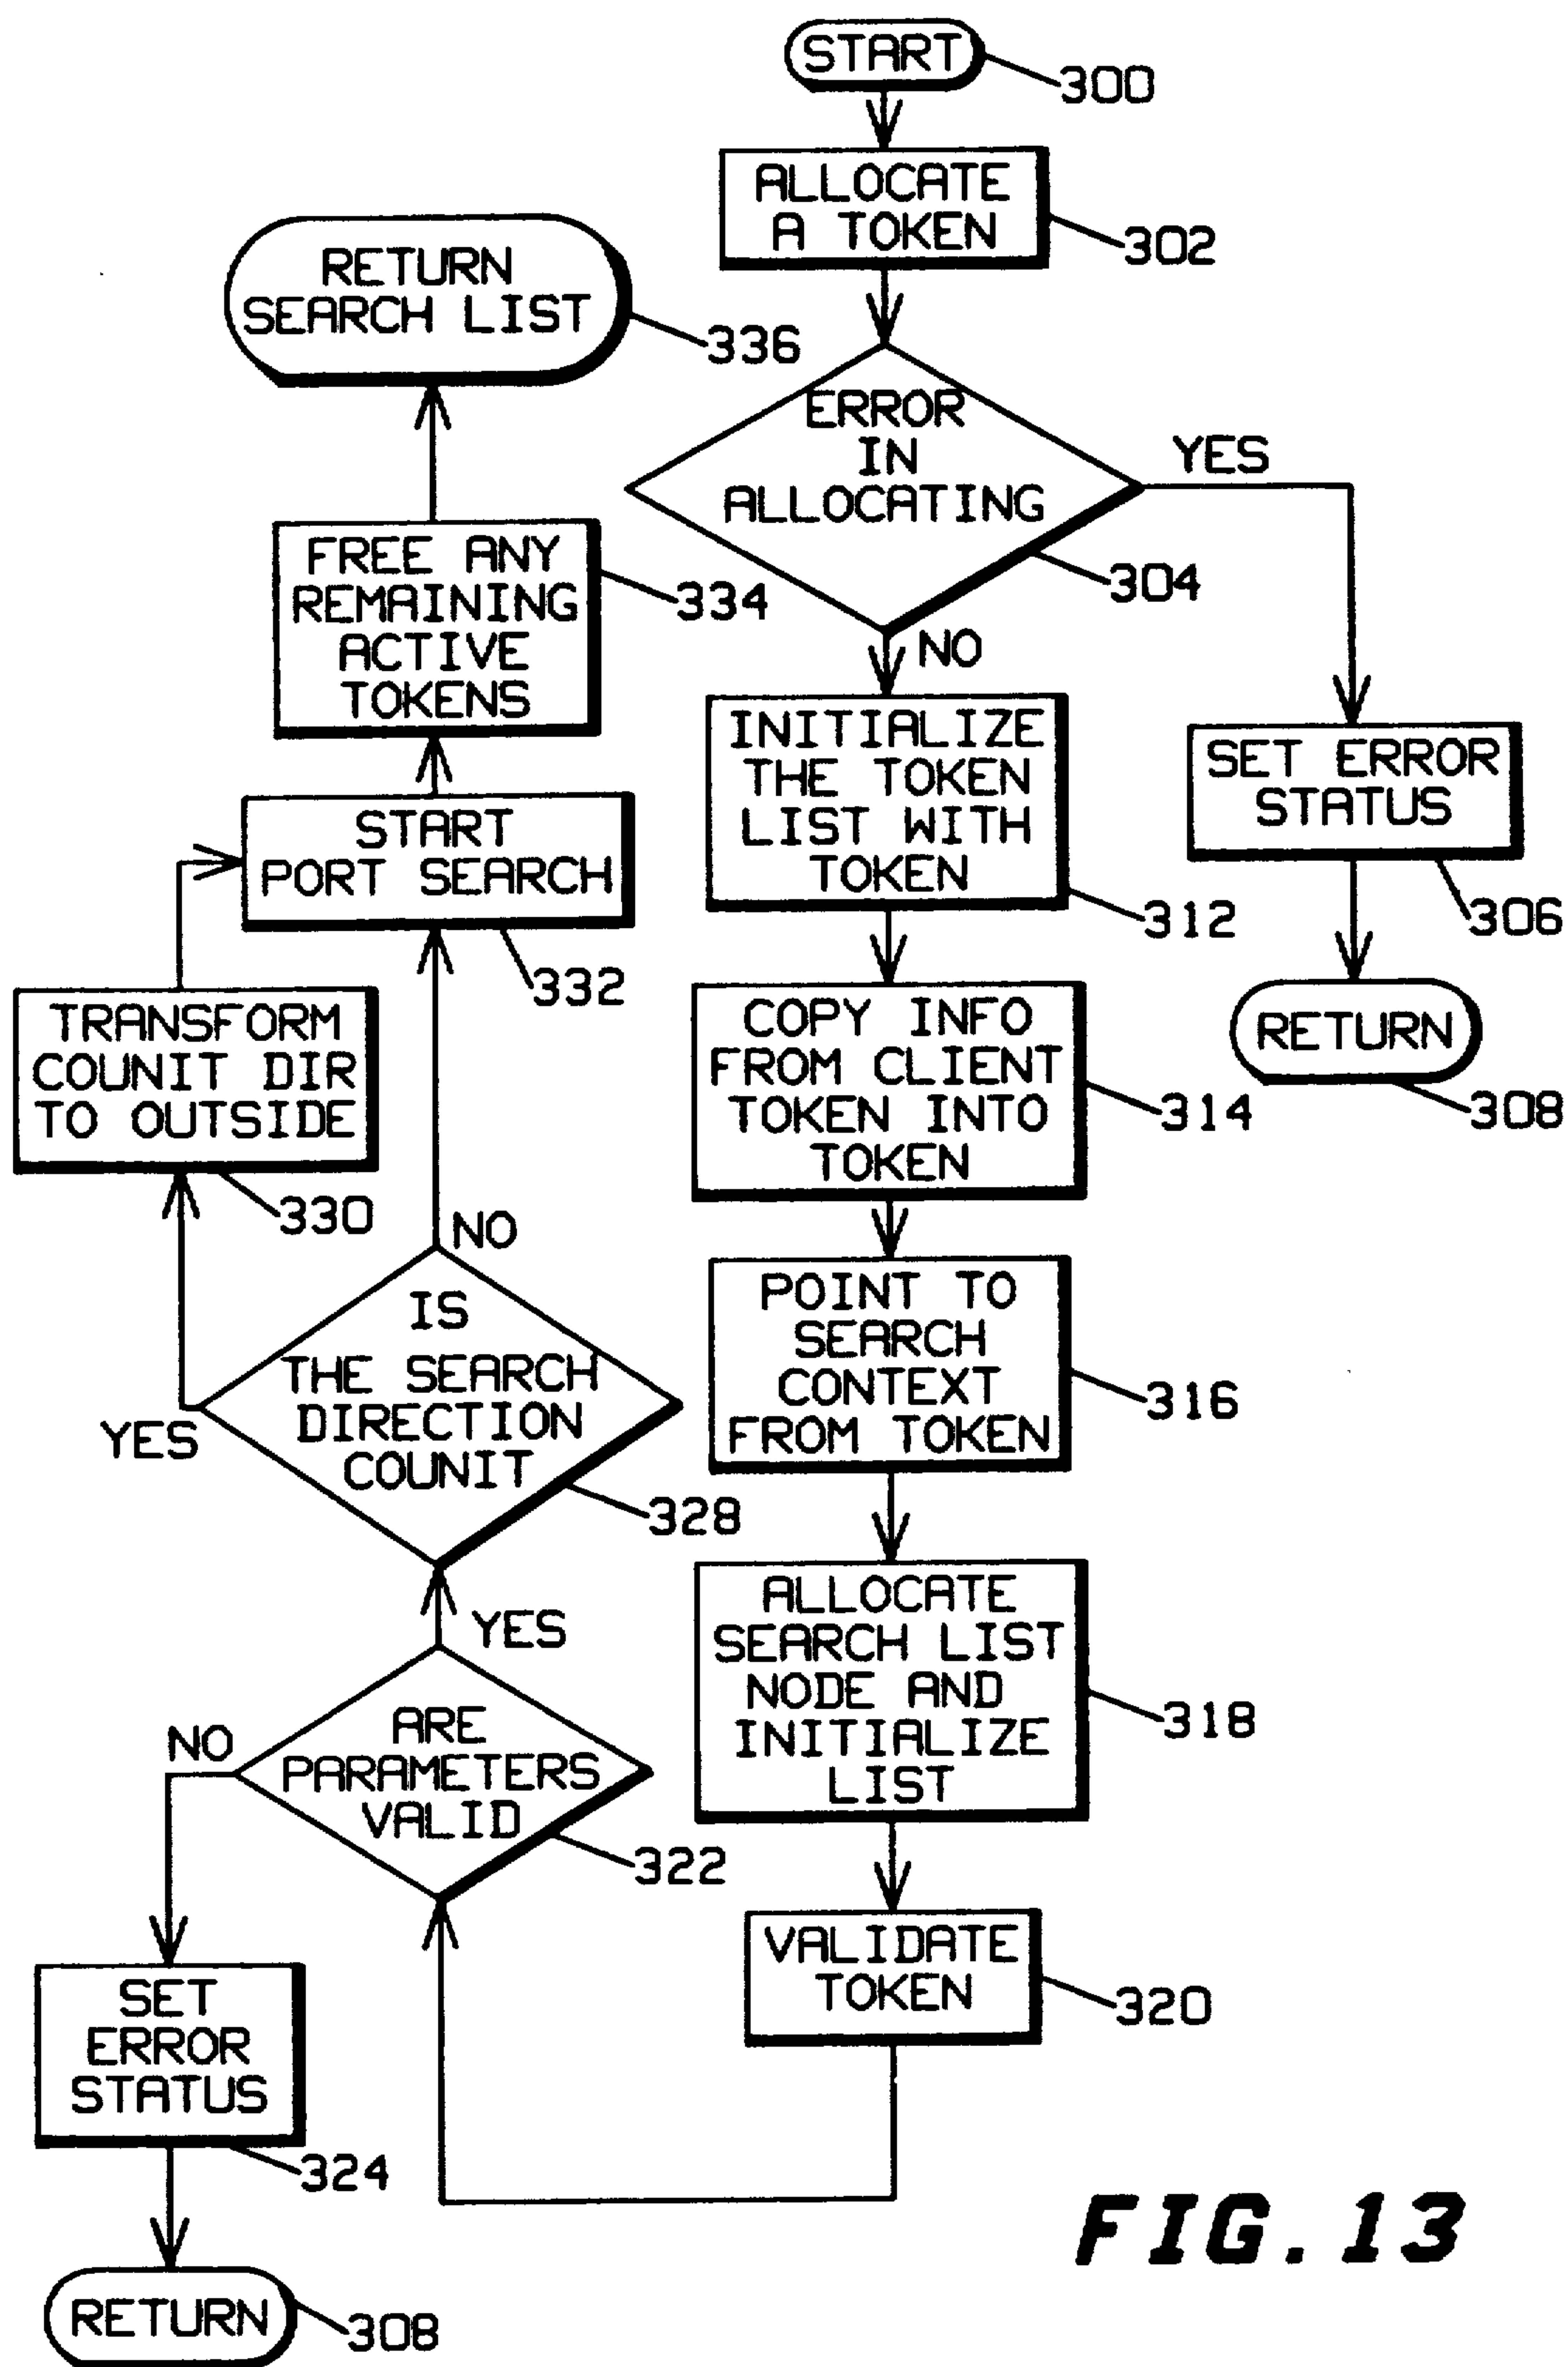 START
300
ALLOCATE
A TOKEN
302
ERROR
IN
ALLOCATING
304
YES
NO
SET ERROR
STATUS
306
RETURN
308
INITIALIZE
THE TOKEN
LIST WITH
TOKEN
312
COPY INFO
FROM CLIENT
TOKEN INTO
TOKEN
314
POINT TO
SEARCH
CONTEXT
FROM TOKEN
316
ALLOCATE
SEARCH LIST
NODE AND
INITIALIZE
LIST
318
VALIDATE
TOKEN
320
ARE
PARAMETERS
VALID
322
NO
YES
SET
ERROR
STATUS
324
RETURN
308
IS
THE SEARCH
DIRECTION
COUNIT
328
YES
NO
TRANSFORM
COUNIT DIR
TO OUTSIDE
330
START
PORT SEARCH
332
FREE ANY
REMAINING
ACTIVE
TOKENS
334
RETURN
SEARCH LIST
336
FIG. 13